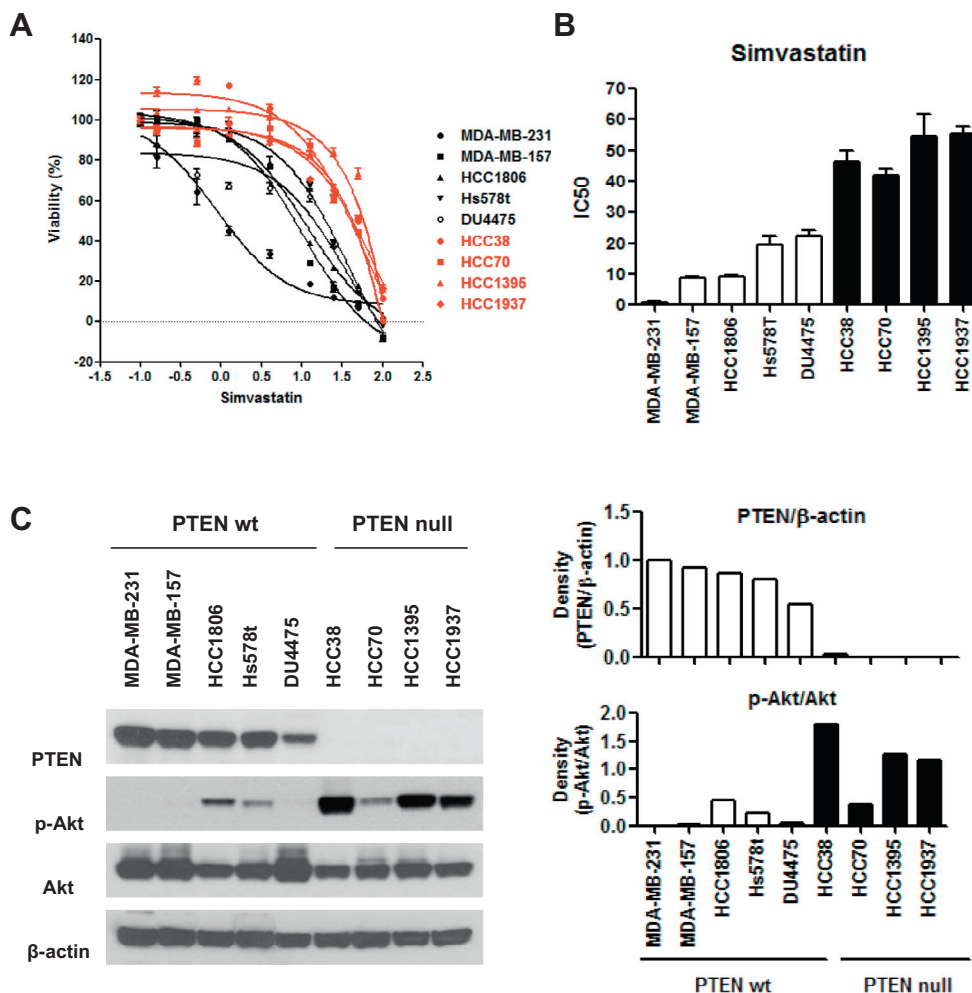 A
Viability (%)
140
120
100
80
60
40
20
0
-20
-1.5
-1.0
-0.5
0.0
0.5
1.0
1.5
2.0
2.5
Simvastatin
MDA-MB-231
MDA-MB-157
HCC1806
Hs578t
DU4475
HCC38
HCC70
HCC1395
HCC1937
B
Simvastatin
IC50
70
60
50
40
30
20
10
0
MDA-MB-231
MDA-MB-157
HCC1806
Hs578T
DU4475
HCC38
HCC70
HCC1395
HCC1937
C
PTEN wt
PTEN null
MDA-MB-231
MDA-MB-157
HCC1806
Hs578t
DU4475
HCC38
HCC70
HCC1395
HCC1937
PTEN
p-Akt
Akt
β-actin
PTEN/β-actin
Density
(PTEN/β-actin)
1.5
1.0
0.5
0.0
p-Akt/Akt
Density
(p-Akt/Akt)
2.0
1.5
1.0
0.5
0.0
MDA-MB-231
MDA-MB-157
HCC1806
Hs578t
DU4475
HCC38
HCC70
HCC1395
HCC1937
PTEN wt
PTEN null